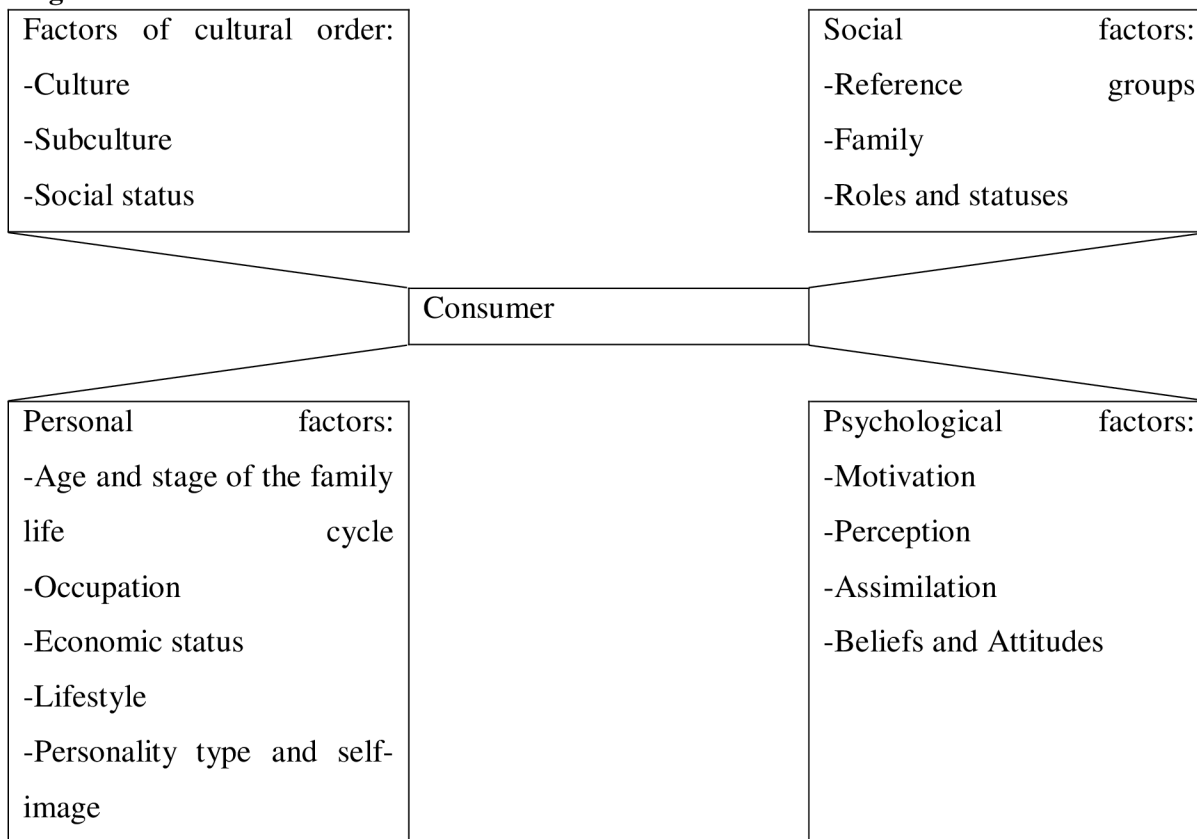 Factors of cultural order:
-Culture
-Subculture
-Social status
Social factors:
-Reference groups
-Family
-Roles and statuses
Consumer
Personal factors:
-Age and stage of the family
life cycle
-Occupation
-Economic status
-Lifestyle
-Personality type and self-
image
Psychological factors:
-Motivation
-Perception
-Assimilation
-Beliefs and Attitudes